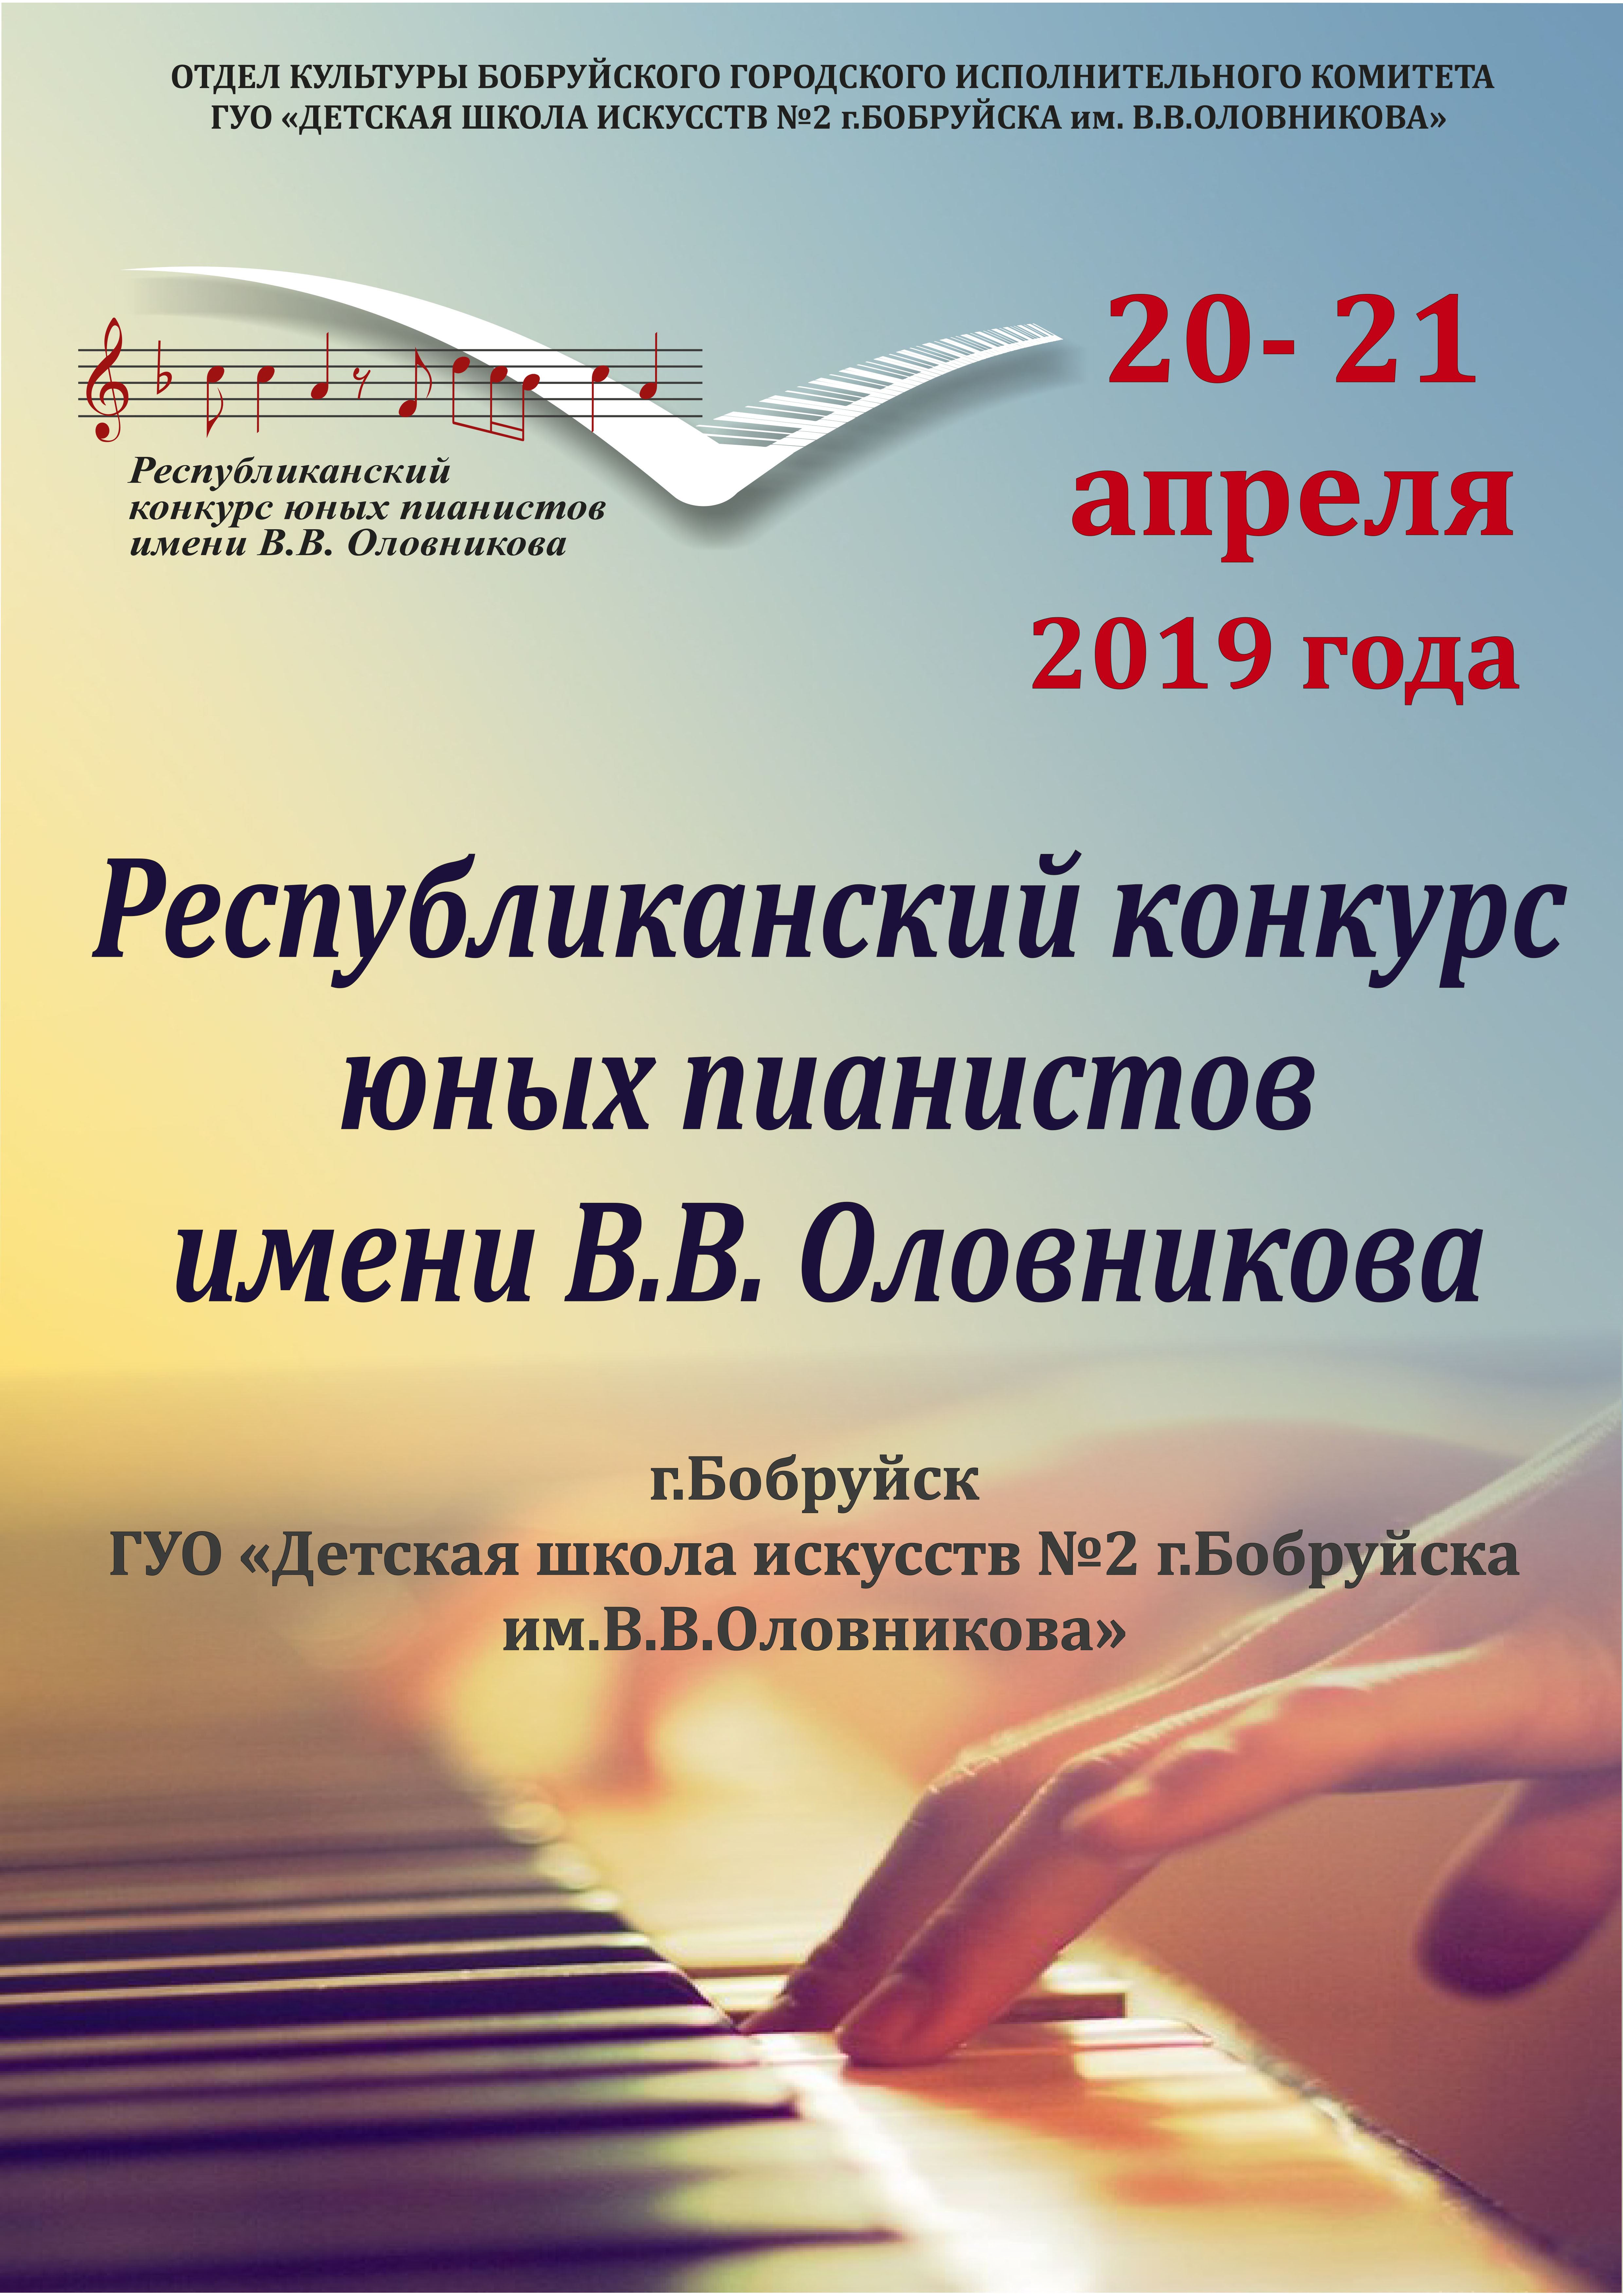 ОТДЕЛ КУЛЬТУРЫ БОБРУЙСКОГО ГОРОДСКОГО ИСПОЛНИТЕЛЬНОГО КОМИТЕТА
ГУО «ДЕТСКАЯ ШКОЛА ИСКУССТВ №2 г.БОБРУЙСКА им. В.В.ОЛОВНИКОВА»
Республиканский
конкурс юных пианистов
имени В.В. Оловникова
20- 21
апреля
2019 года
Республиканский конкурс
юных пианистов
имени В.В. Оловникова
г.Бобруйск
ГУО «Детская школа искусств №2 г.Бобруйска
им.В.В.Оловникова»